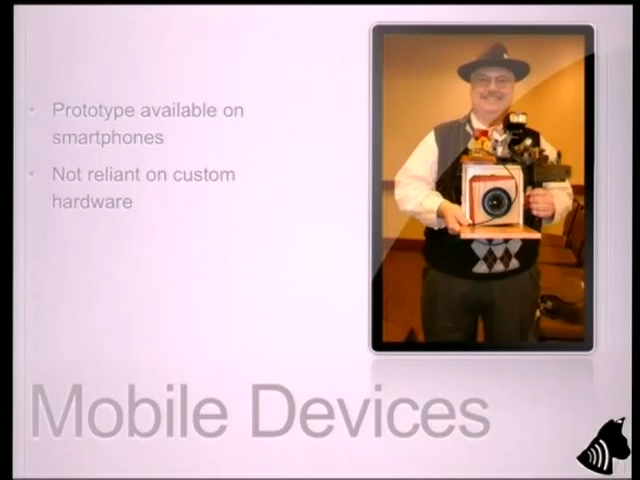 • Prototype available on
smartphones
• Not reliant on custom
hardware
Mobile Devices